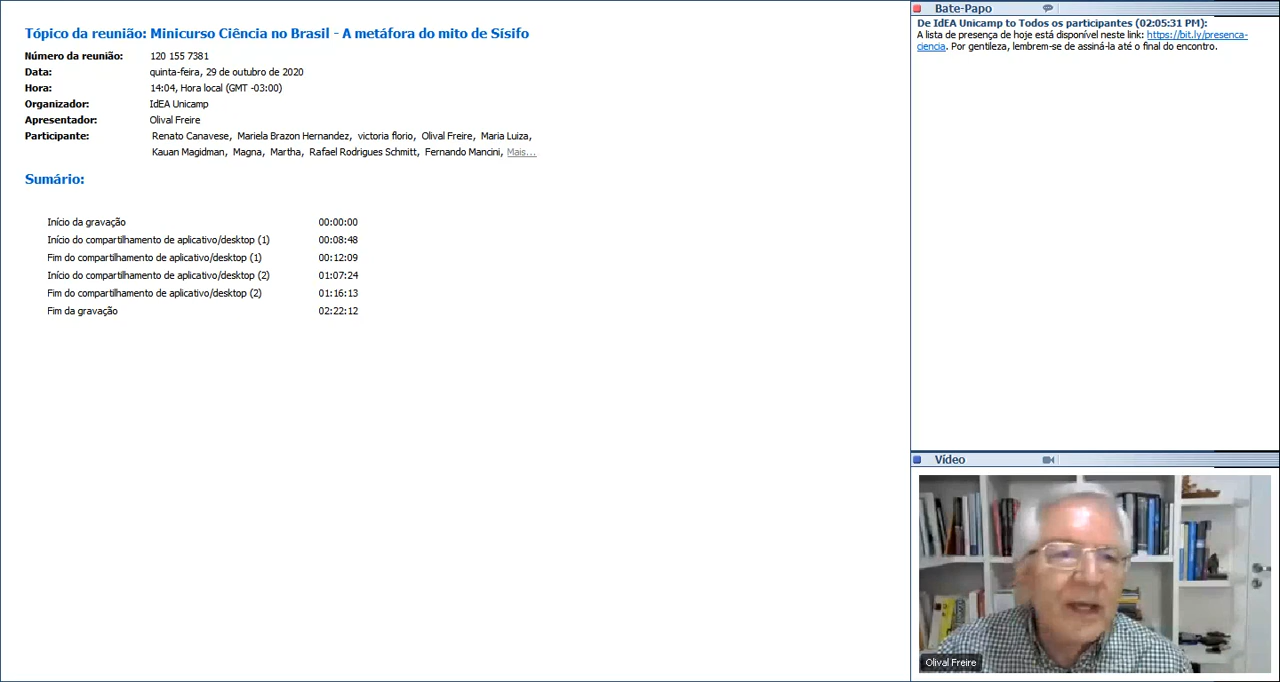 Tópico da reunião: Minicurso Ciência no Brasil - A metáfora do mito de Sísifo
Número da reunião: 120 155 7381
Data: quinta-feira, 29 de outubro de 2020
Hora: 14:04, Hora local (GMT -03:00)
Organizador: IdEA Unicamp
Apresentador: Olival Freire
Participante: Renato Canavese, Mariela Brazon Hernandez, victoria florio, Olival Freire, Maria Luiza,
Kauan Magidman, Magna, Martha, Rafael Rodrigues Schmitt, Fernando Mancini, Mais...
Sumário:
Início da gravação 00:00:00
Início do compartilhamento de aplicativo/desktop (1) 00:08:48
Fim do compartilhamento de aplicativo/desktop (1) 00:12:09
Início do compartilhamento de aplicativo/desktop (2) 01:07:24
Fim do compartilhamento de aplicativo/desktop (2) 01:16:13
Fim da gravação 02:22:12
Bate-Papo
De IdEA Unicamp to Todos os participantes (02:05:31 PM):
A lista de presença de hoje está disponível neste link: https://bit.ly/presenca-
ciencia. Por gentileza, lembrem-se de assiná-la até o final do encontro.
Vídeo
Olival Freire